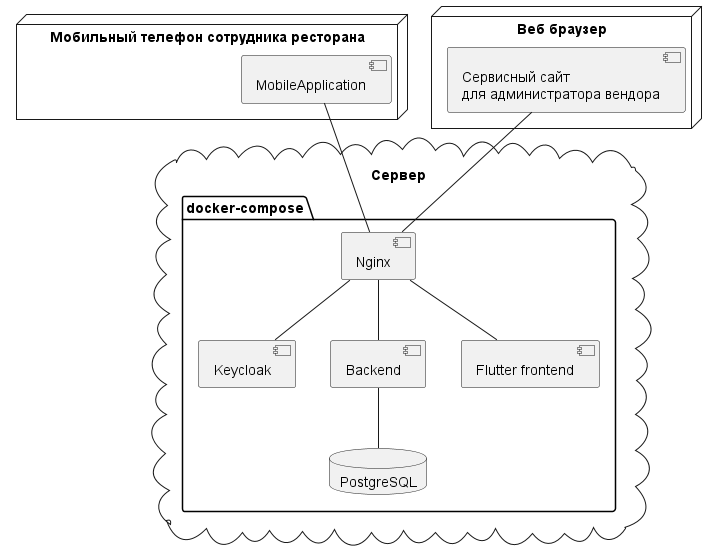 Мобильный телефон сотрудника ресторана
MobileApplication
Веб браузер
Сервисный сайт
для администратора вендора
Сервер
docker-compose
Nginx
Keycloak
Backend
Flutter frontend
PostgreSQL